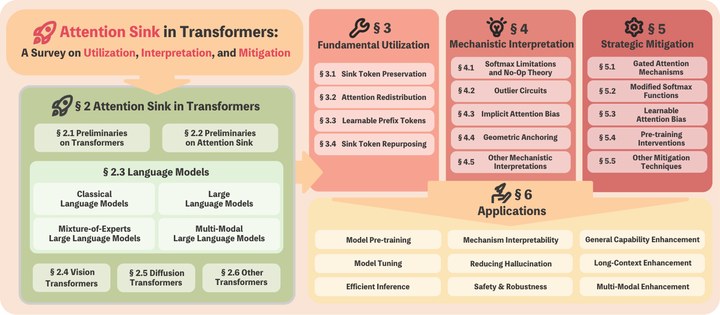 Attention Sink in Transformers:
A Survey on Utilization, Interpretation, and Mitigation
§ 2 Attention Sink in Transformers
§ 2.1 Preliminaries
on Transformers
§ 2.2 Preliminaries
on Attention Sink
§ 2.3 Language Models
Classical
Language Models
Large
Language Models
Mixture-of-Experts
Large Language Models
Multi-Modal
Large Language Models
§ 2.4 Vision
Transformers
§ 2.5 Diffusion
Transformers
§ 2.6 Other
Transformers
§ 3
Fundamental Utilization
§ 3.1 Sink Token Preservation
§ 3.2 Attention Redistribution
§ 3.3 Learnable Prefix Tokens
§ 3.4 Sink Token Repurposing
§ 4
Mechanistic Interpretation
§ 4.1 Softmax Limitations
and No-Op Theory
§ 4.2 Outlier Circuits
§ 4.3 Implicit Attention Bias
§ 4.4 Geometric Anchoring
§ 4.5 Other Mechanistic
Interpretations
§ 5
Strategic Mitigation
§ 5.1 Gated Attention
Mechanisms
§ 5.2 Modified Softmax
Functions
§ 5.3 Learnable
Attention Bias
§ 5.4 Pre-training
Interventions
§ 5.5 Other Mitigation
Techniques
§ 6
Applications
Model Pre-training
Mechanism Interpretability
General Capability Enhancement
Model Tuning
Reducing Hallucination
Long-Context Enhancement
Efficient Inference
Safety & Robustness
Multi-Modal Enhancement